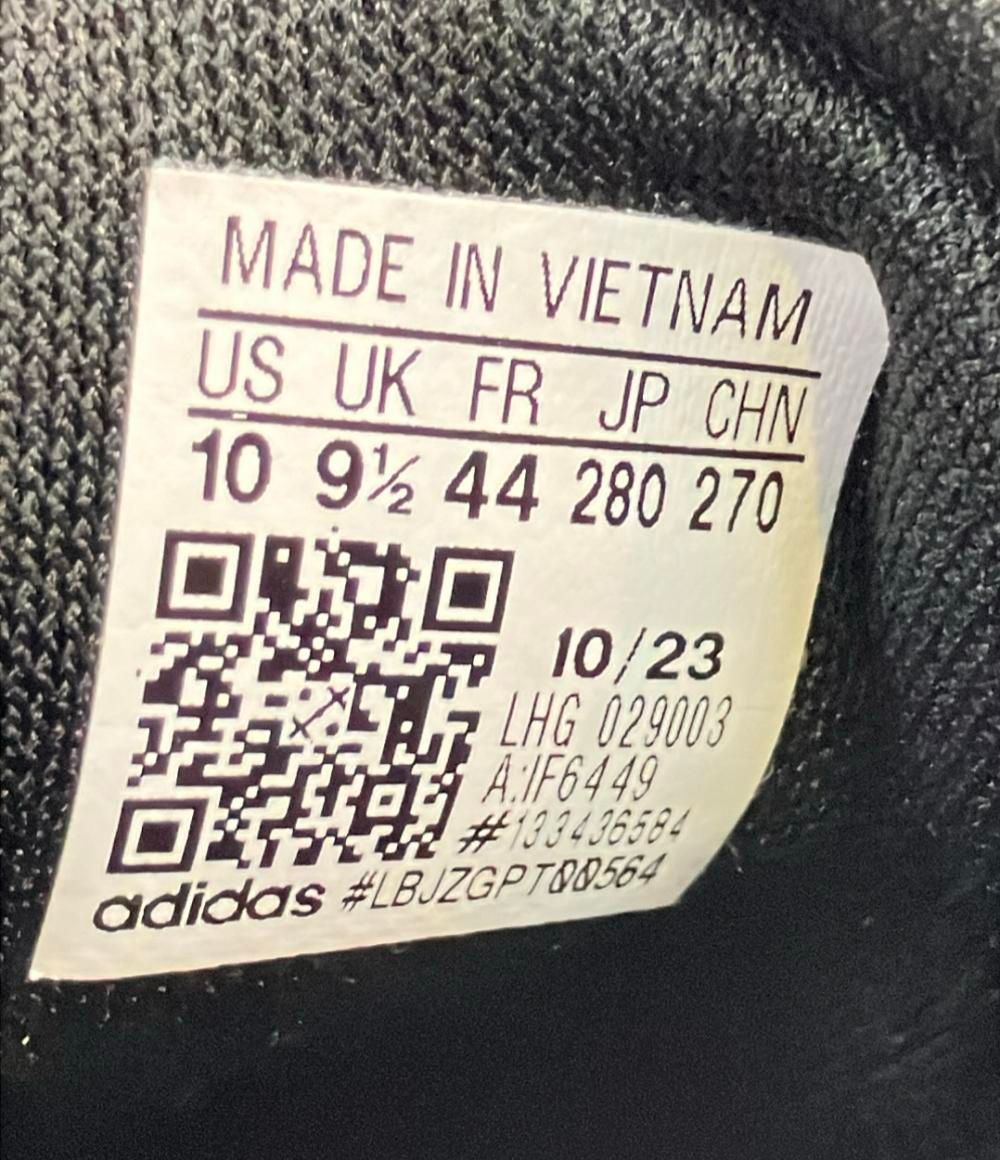 MADE IN VIETNAM
US UK FR JP CHN
10 9½ 44 280 270
10/23
LHG 029003
A:IF6449
#133436584
adidas #LBJZGPT00564